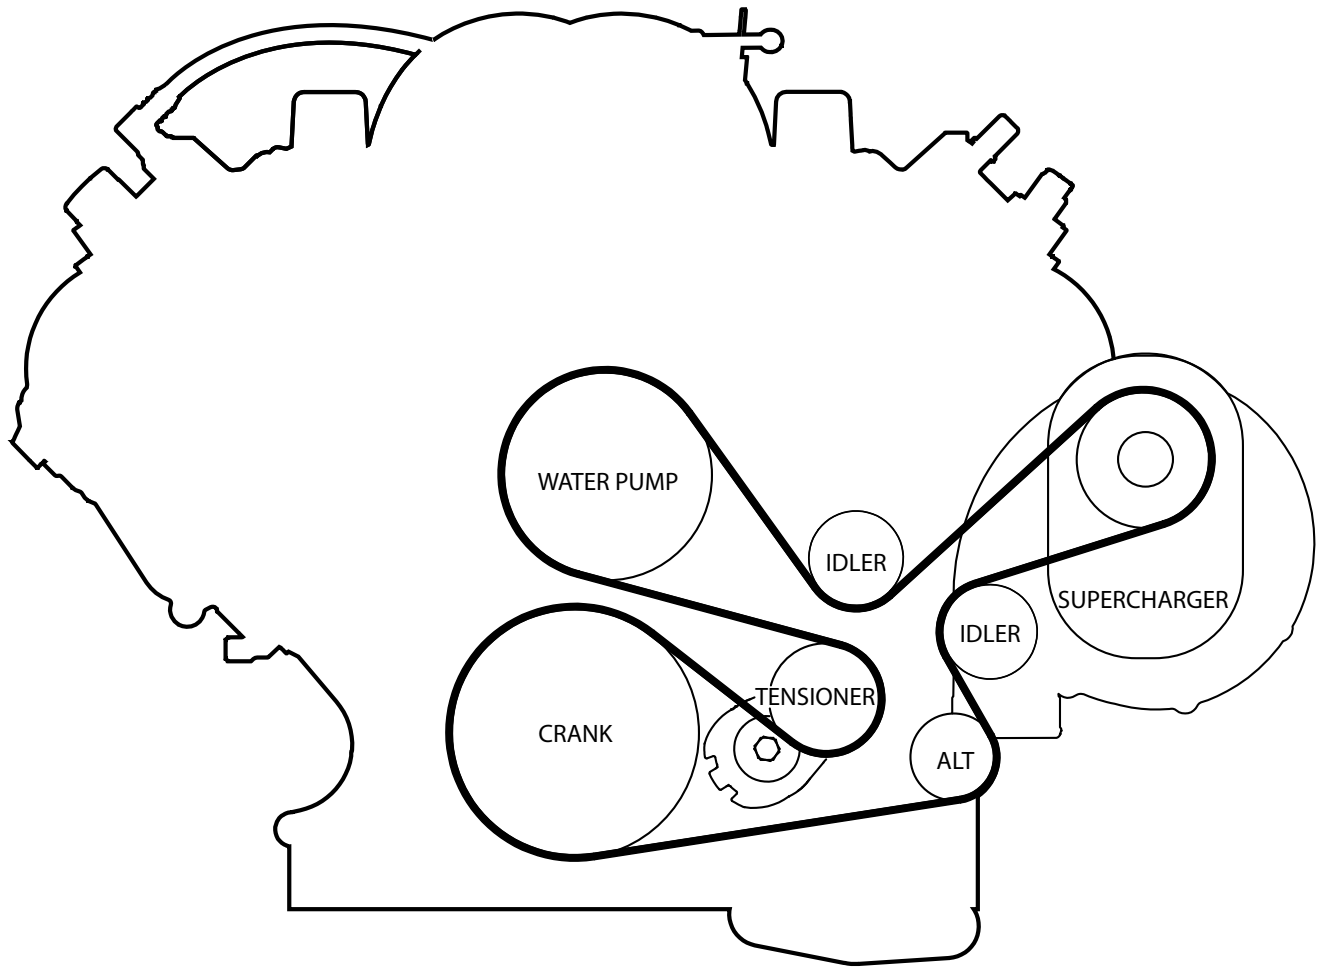 WATER PUMP
IDLER
SUPERCHARGER
IDLER
TENSIONER
CRANK
ALT